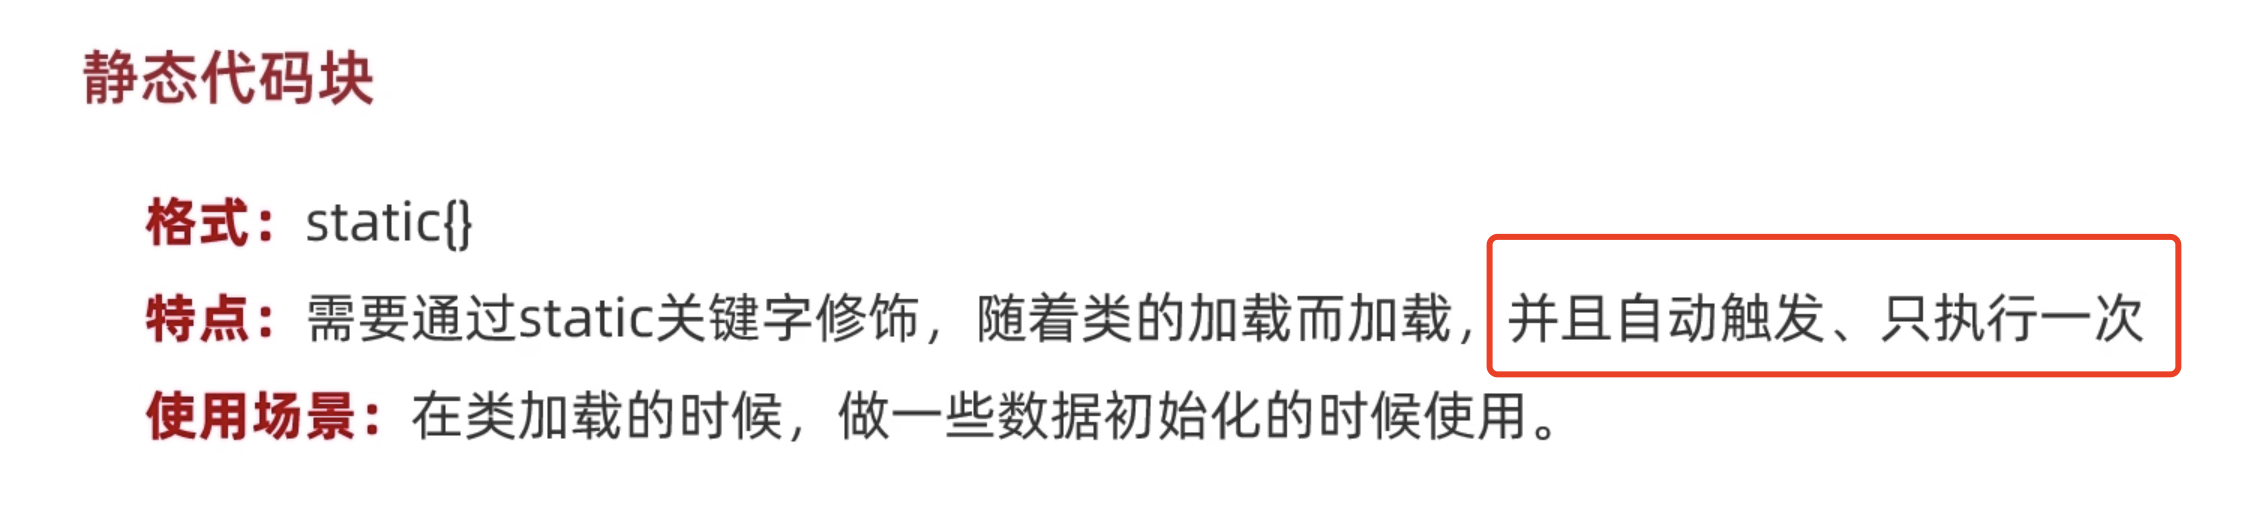 静态代码块
格式：static{}
特点：需要通过static关键字修饰，随着类的加载而加载，并且自动触发、只执行一次
使用场景：在类加载的时候，做一些数据初始化的时候使用。